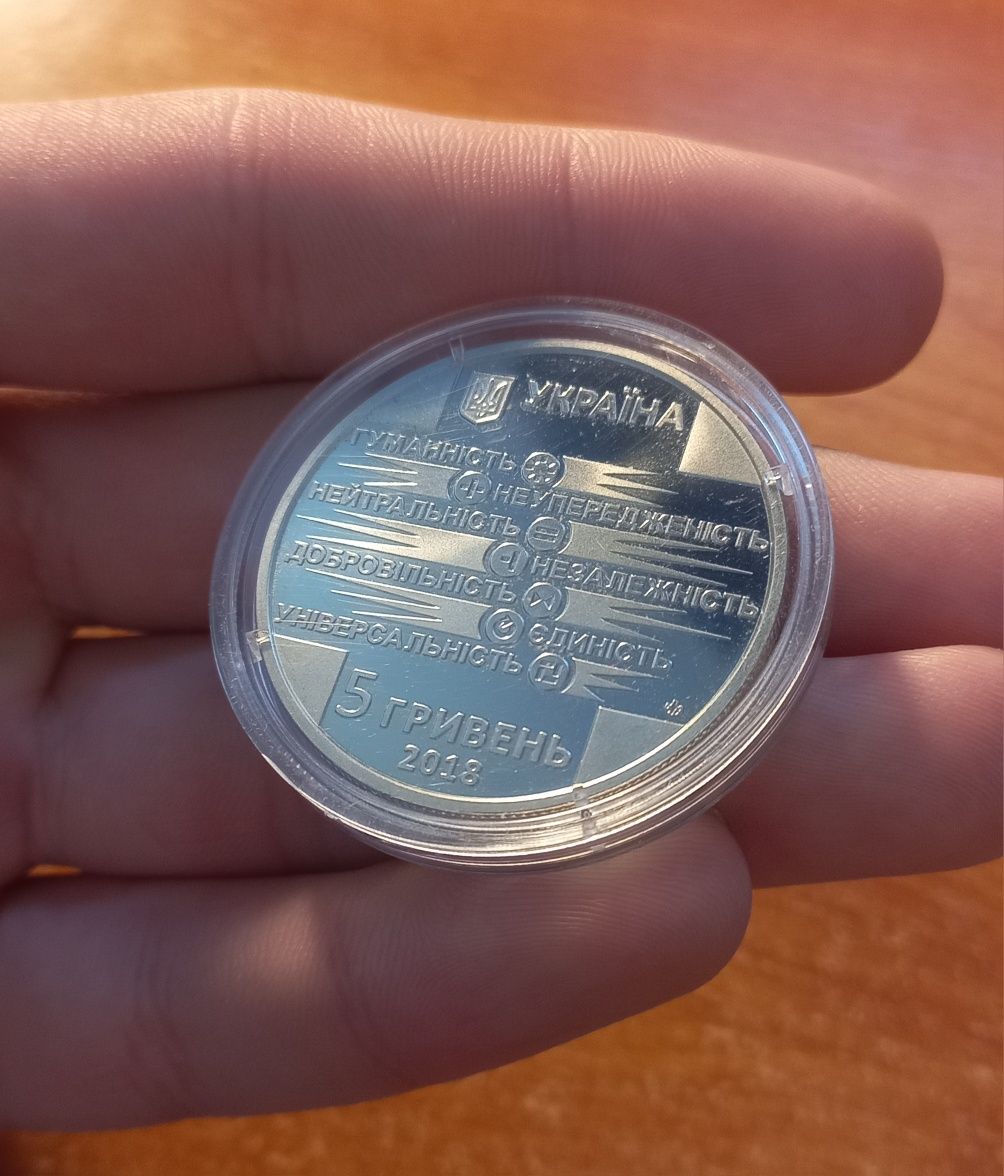 УКРАЇНА
ГУМАННІСТЬ
НЕУПЕРЕДЖЕНІСТЬ
НЕЙТРАЛЬНІСТЬ
НЕЗАЛЕЖНІСТЬ
ДОБРОВІЛЬНІСТЬ
ЄДИНІСТЬ
УНІВЕРСАЛЬНІСТЬ
5 ГРИВЕНЬ
2018